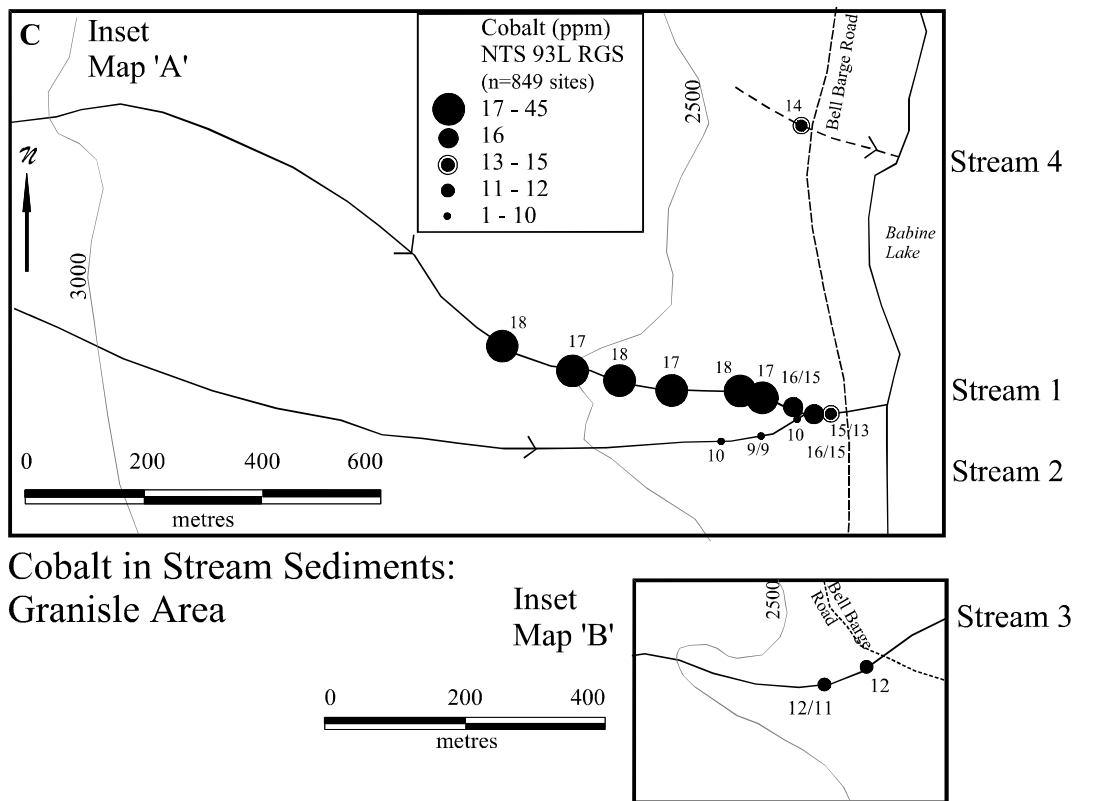 C
Inset
Map 'A'
Cobalt (ppm)
NTS 93L RGS
(n=849 sites)
17 - 45
16
13 - 15
11 - 12
1 - 10
2500
14
Bell Barge Road
Stream 4
n
Babine
Lake
3000
18
17
18
17
18
17
16/15
Stream 1
15/13
10
16/15
9/9
10
Stream 2
0 200 400 600
metres
Cobalt in Stream Sediments:
Granisle Area
Inset
Map 'B'
2500
Bell Barge
Road
Stream 3
12
12/11
0 200 400
metres